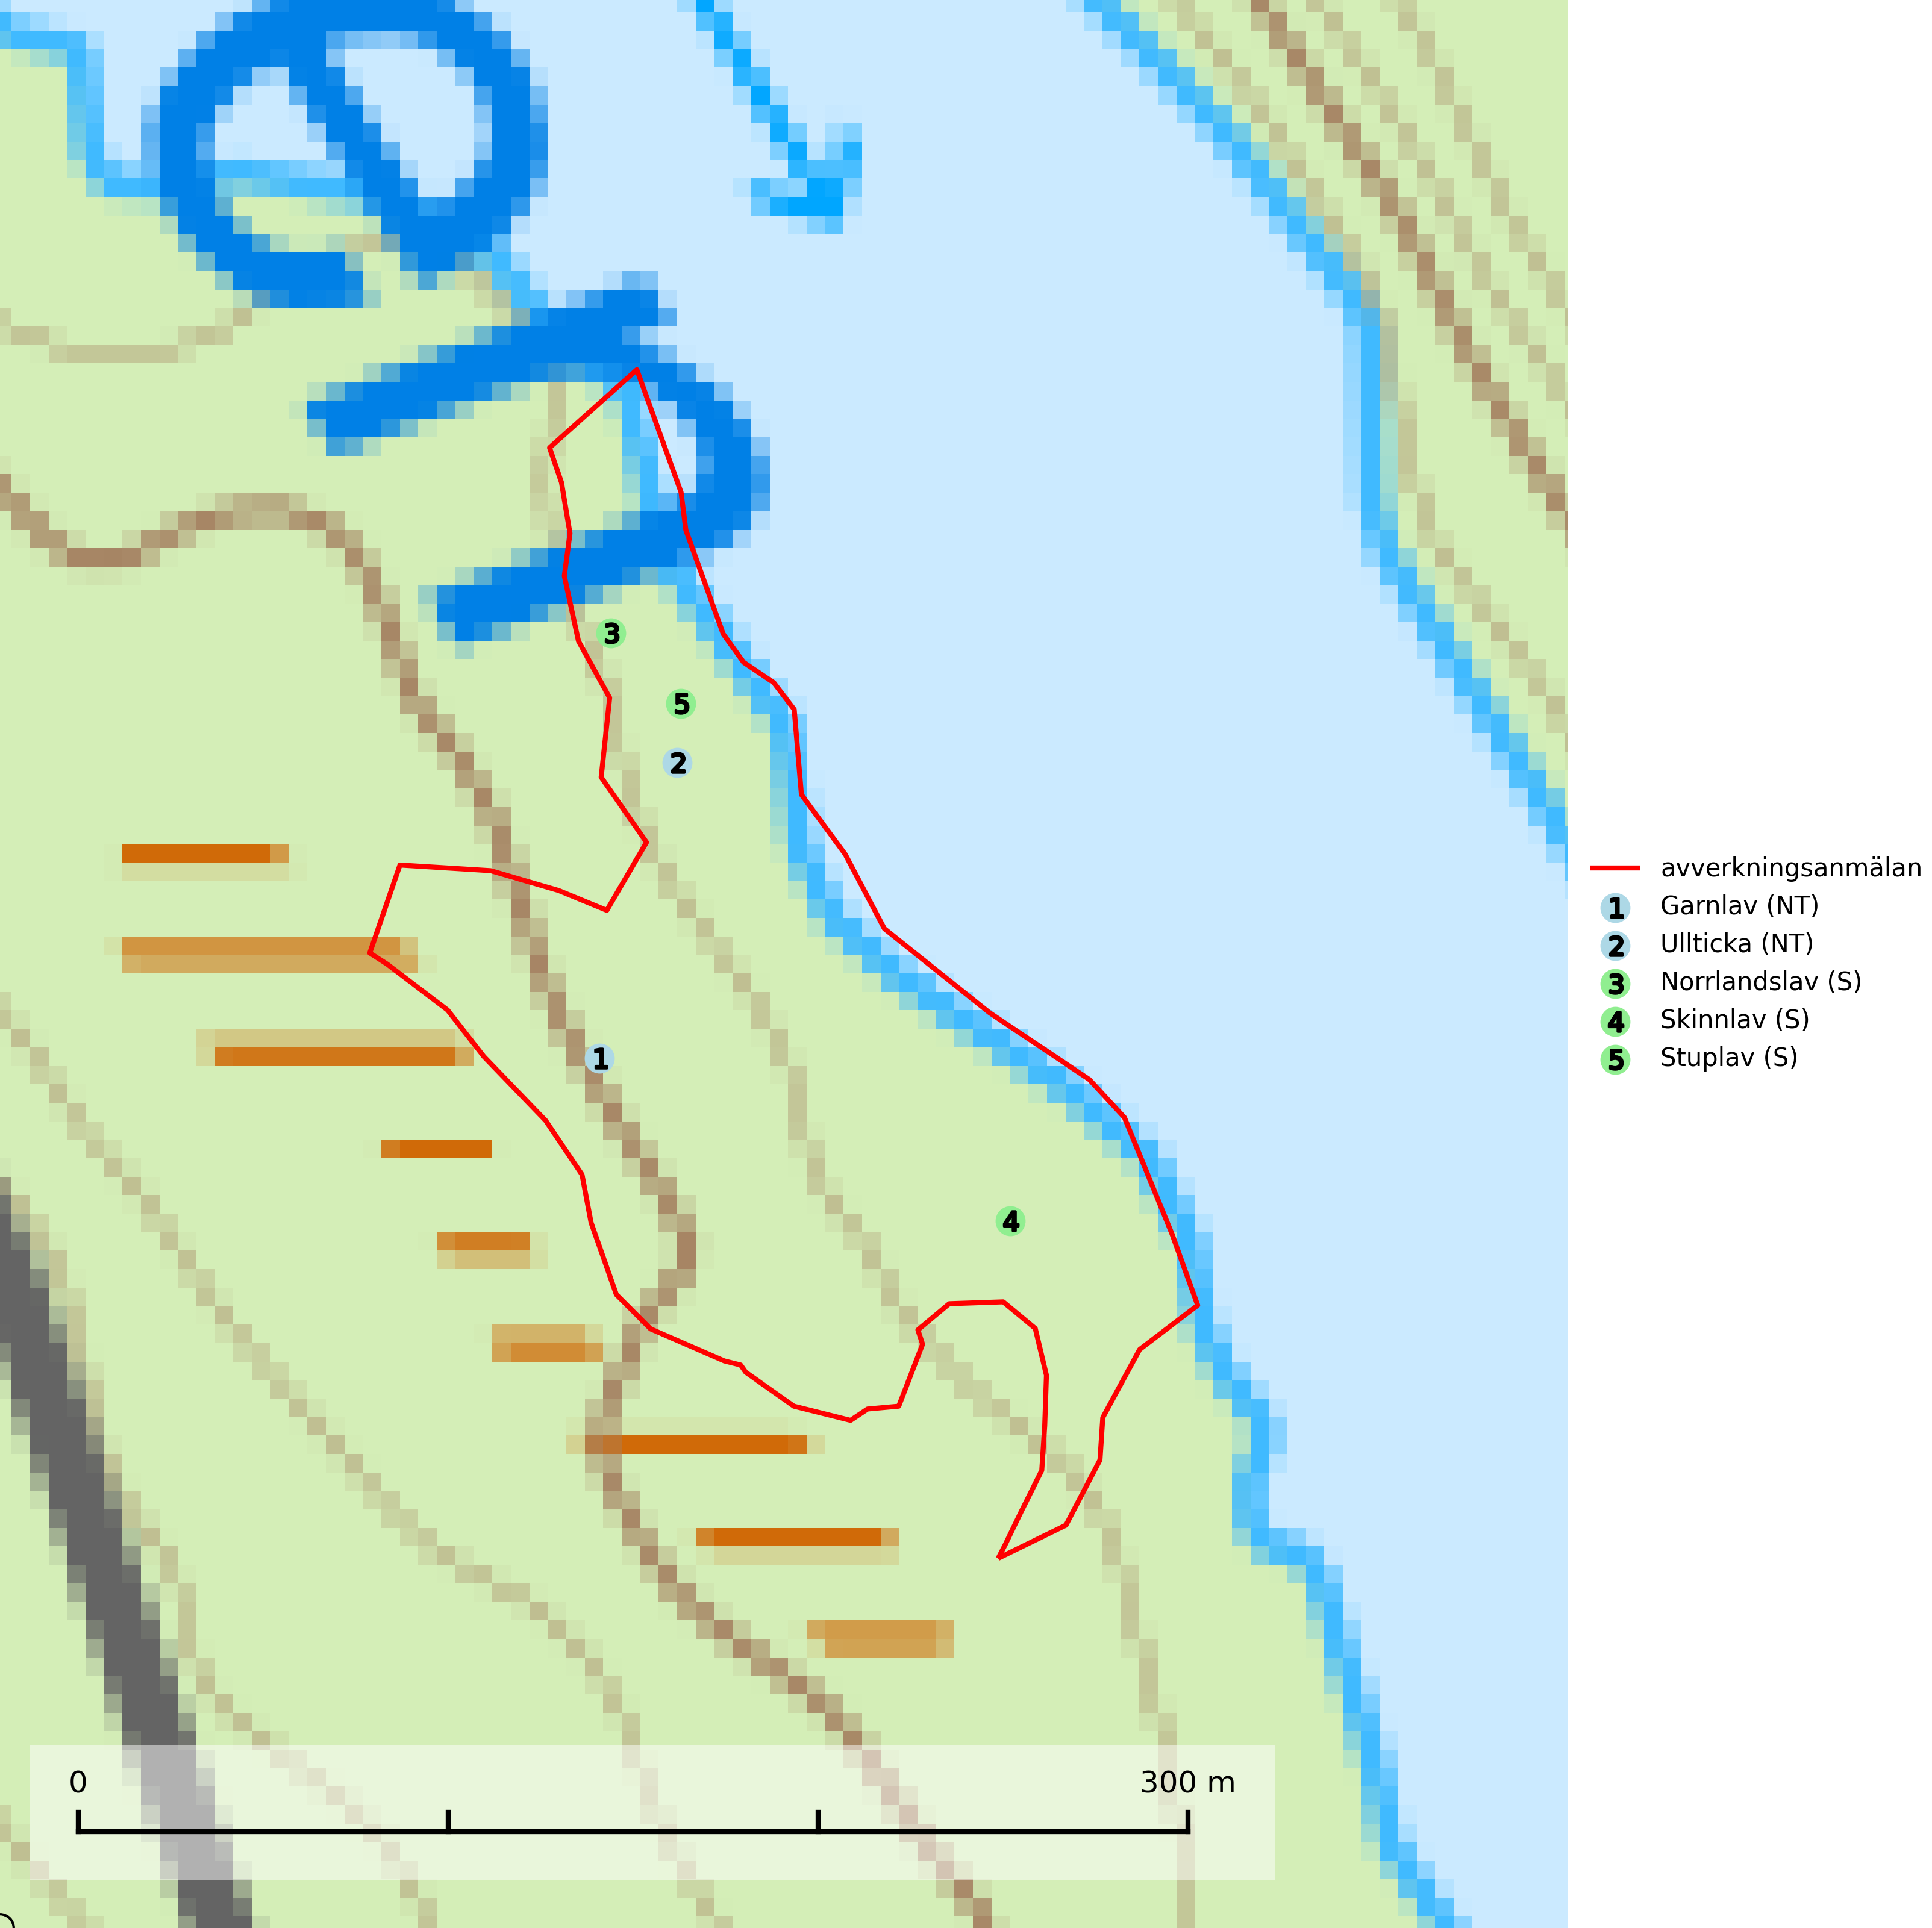 3
5
2
1
4
avverkningsanmälan
1 Garnlav (NT)
2 Ullticka (NT)
3 Norrlandslav (S)
4 Skinnlav (S)
5 Stuplav (S)
0 300 m